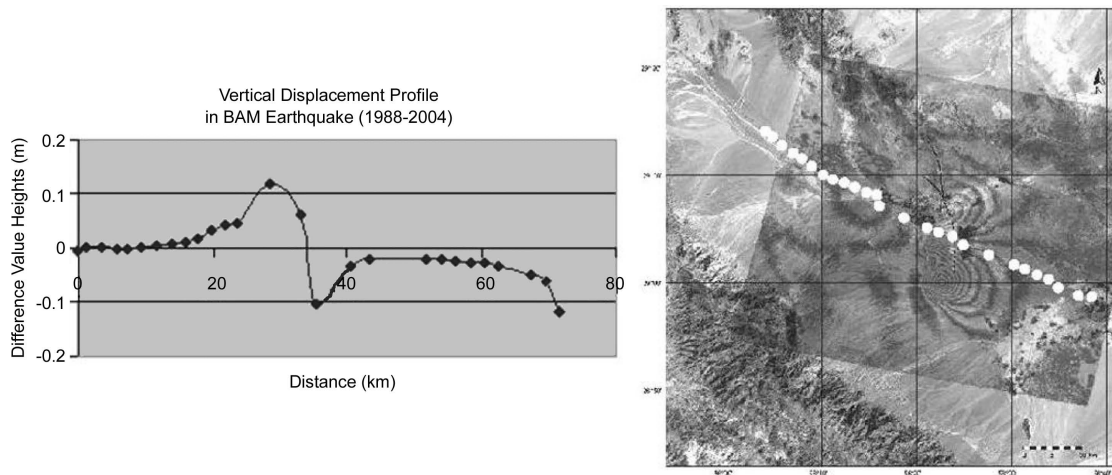 Vertical Displacement Profile
in BAM Earthquake (1988-2004)
Difference Value Heights (m)
0.2
0.1
0
-0.1
-0.2
0 20 40 60 80
Distance (km)